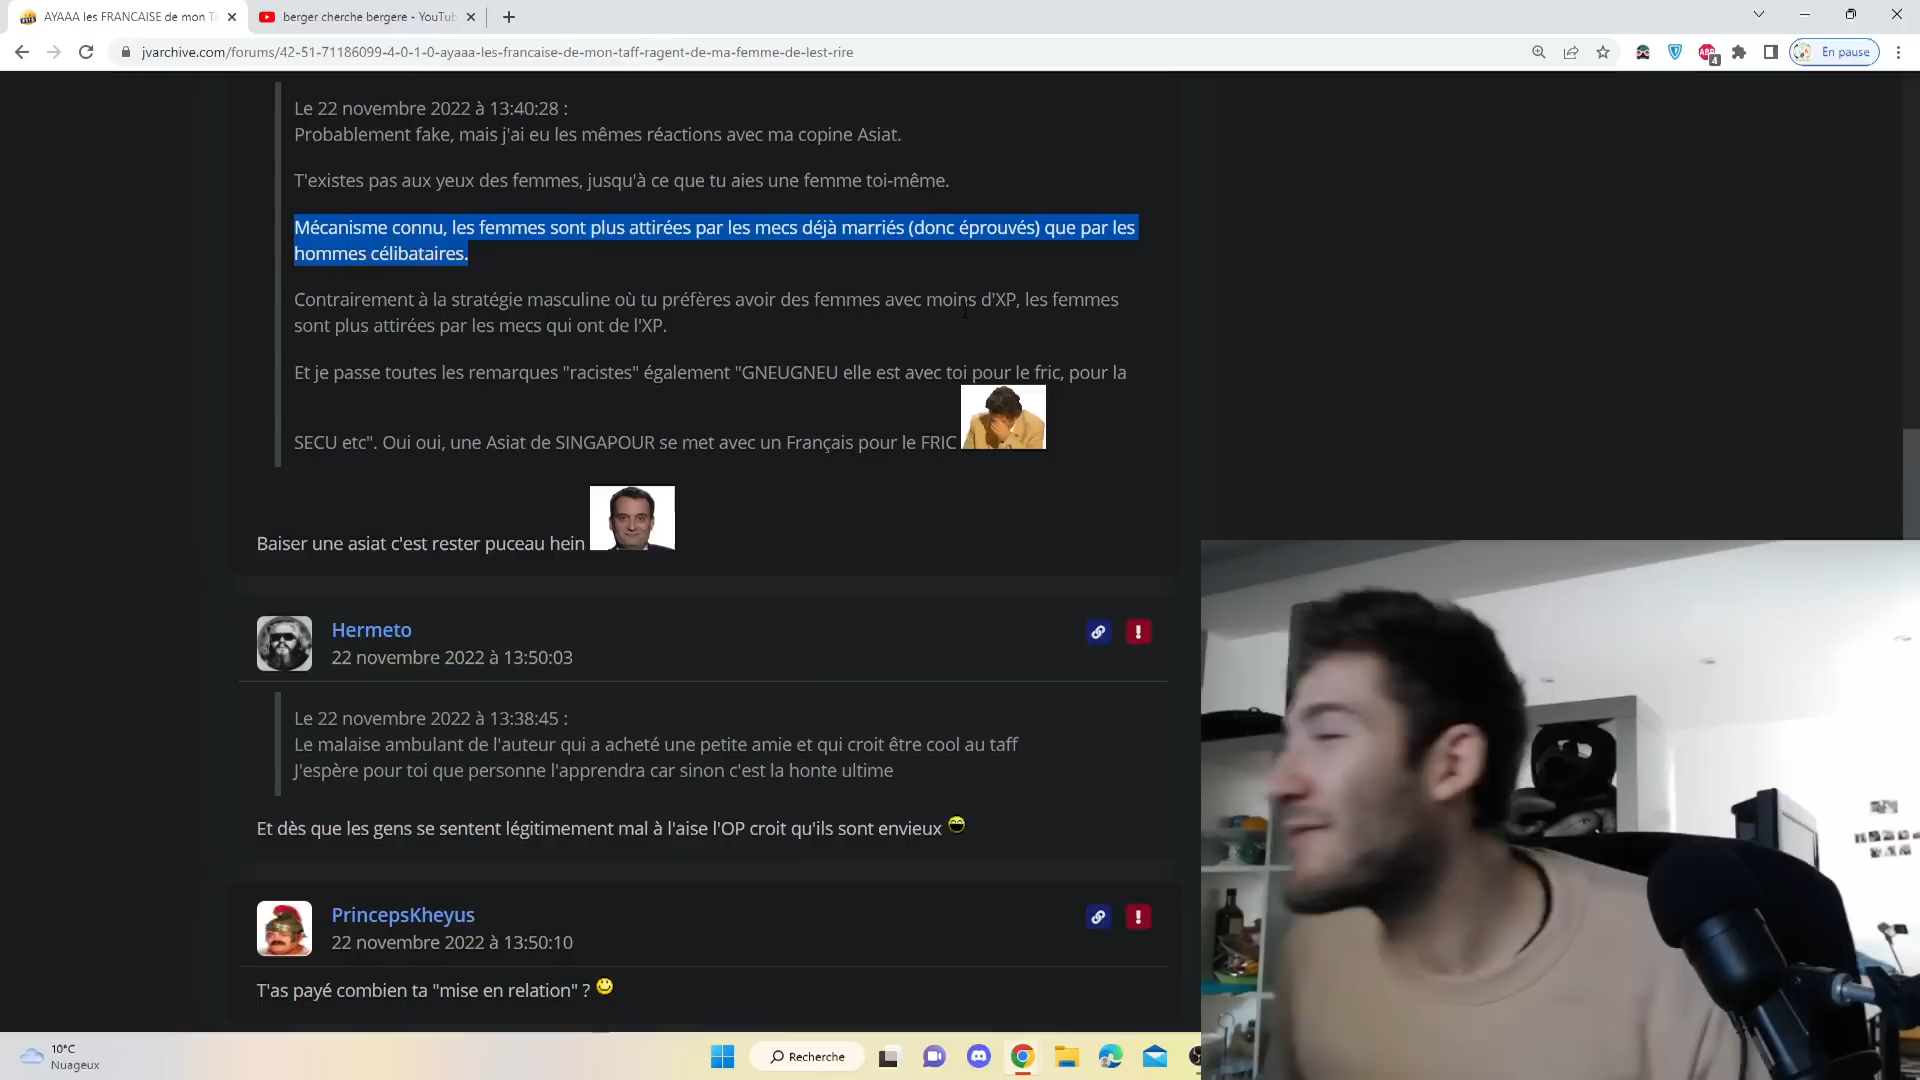 AYAAA les FRANCAISE de mon TA
berger cherche bergere - YouTub
jvarchive.com/forums/42-51-71186099-4-0-1-0-ayaaa-les-francaise-de-mon-taff-ragent-de-ma-femme-de-lest-rire
4
En pause
Le 22 novembre 2022 à 13:40:28 :
Probablement fake, mais j'ai eu les mêmes réactions avec ma copine Asiat.
T'existes pas aux yeux des femmes, jusqu'à ce que tu aies une femme toi-même.
Mécanisme connu, les femmes sont plus attirées par les mecs déjà marriés (donc éprouvés) que par les
hommes célibataires.
Contrairement à la stratégie masculine où tu préfères avoir des femmes avec moins d'XP, les femmes
sont plus attirées par les mecs qui ont de l'XP.
Et je passe toutes les remarques "racistes" également "GNEUGNEU elle est avec toi pour le fric, pour la
SECU etc". Oui oui, une Asiat de SINGAPOUR se met avec un Français pour le FRIC
Baiser une asiat c'est rester puceau hein
Hermeto
22 novembre 2022 à 13:50:03
Le 22 novembre 2022 à 13:38:45 :
Le malaise ambulant de l'auteur qui a acheté une petite amie et qui croit être cool au taff
J'espère pour toi que personne l'apprendra car sinon c'est la honte ultime
Et dès que les gens se sentent légitimement mal à l'aise l'OP croit qu'ils sont envieux
PrincepsKheyus
22 novembre 2022 à 13:50:10
T'as payé combien ta "mise en relation" ?
10°C
Nuageux
Recherche